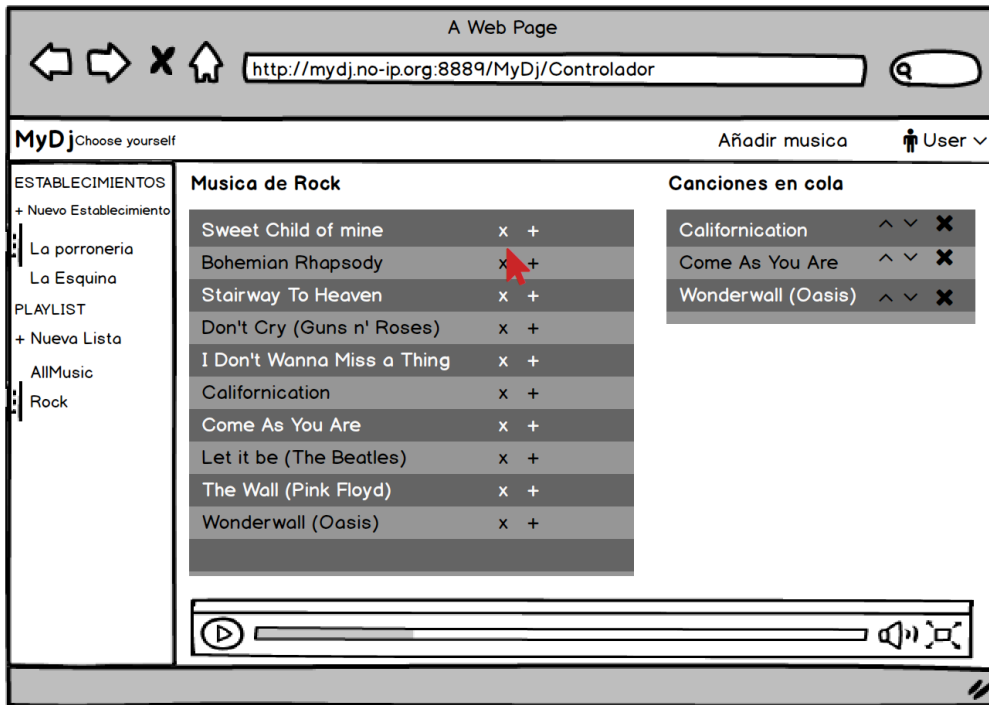 A Web Page
http://mydj.no-ip.org:8889/MyDj/Controlador
MyDj Choose yourself
Añadir musica
User
ESTABLECIMIENTOS
+ Nuevo Establecimiento
La porroneria
La Esquina
PLAYLIST
+ Nueva Lista
AllMusic
Rock
Musica de Rock
Sweet Child of mine x +
Bohemian Rhapsody x +
Stairway To Heaven x +
Don't Cry (Guns n' Roses) x +
I Don't Wanna Miss a Thing x +
Californication x +
Come As You Are x +
Let it be (The Beatles) x +
The Wall (Pink Floyd) x +
Wonderwall (Oasis) x +
Canciones en cola
Californication
Come As You Are
Wonderwall (Oasis)